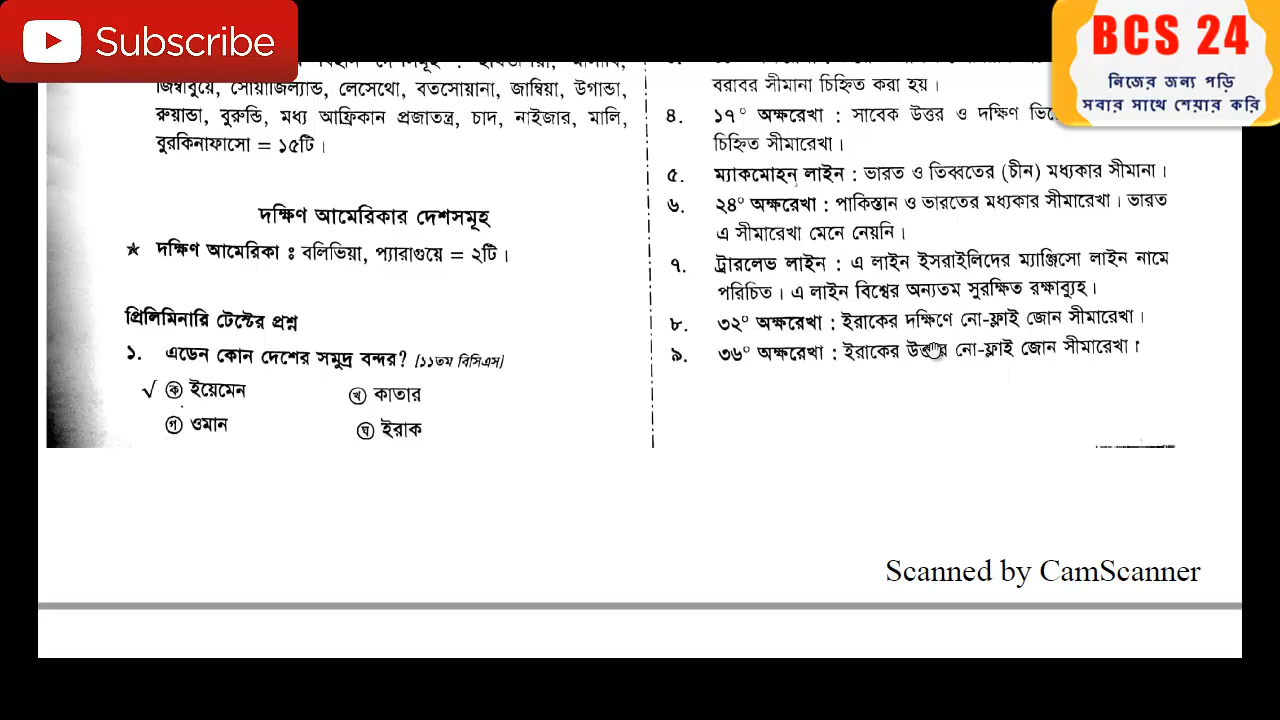 Subscribe
BCS 24
নিজের জন্য পড়ি
সবার সাথে শেয়ার করি
জিম্বাবুয়ে, সোয়াজিল্যান্ড, লেসেথো, বতসোয়ানা, জাম্বিয়া, উগান্ডা,
রুয়ান্ডা, বুরুন্ডি, মধ্য আফ্রিকান প্রজাতন্ত্র, চাদ, নাইজার, মালি,
বুরকিনাফাসো = ১৫টি।
দক্ষিণ আমেরিকার দেশসমূহ
★ দক্ষিণ আমেরিকা ঃ বলিভিয়া, প্যারাগুয়ে = ২টি।
প্রিলিমিনারি টেস্টের প্রশ্ন
১. এডেন কোন দেশের সমুদ্র বন্দর? [১১তম বিসিএস]
√ ক ইয়েমেন খ কাতার
গ ওমান ঘ ইরাক
বরাবর সীমানা চিহ্নিত করা হয়।
৪. ১৭° অক্ষরেখা : সাবেক উত্তর ও দক্ষিণ
চিহ্নিত সীমারেখা।
৫. ম্যাকমোহন্ লাইন : ভারত ও তিব্বতের (চীন) মধ্যকার সীমানা।
৬. ২৪° অক্ষরেখা : পাকিস্তান ও ভারতের মধ্যকার সীমারেখা। ভারত
এ সীমারেখা মেনে নেয়নি।
৭. ট্রারলেভ লাইন : এ লাইন ইসরাইলিদের ম্যাঞ্জিসো লাইন নামে
পরিচিত। এ লাইন বিশ্বের অন্যতম সুরক্ষিত রক্ষাব্যুহ।
৮. ৩২° অক্ষরেখা : ইরাকের দক্ষিণে নো-ফ্লাই জোন সীমারেখা।
৯. ৩৬° অক্ষরেখা : ইরাকের উত্তর নো-ফ্লাই জোন সীমারেখা।
Scanned by CamScanner